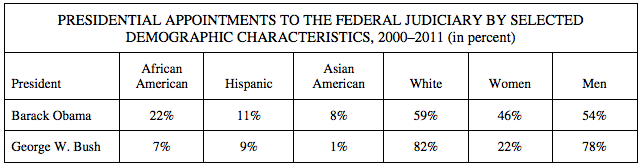 PRESIDENTIAL APPOINTMENTS TO THE FEDERAL JUDICIARY BY SELECTED
DEMOGRAPHIC CHARACTERISTICS, 2000–2011 (in percent)
President African American Hispanic Asian American White Women Men
Barack Obama 22% 11% 8% 59% 46% 54%
George W. Bush 7% 9% 1% 82% 22% 78%